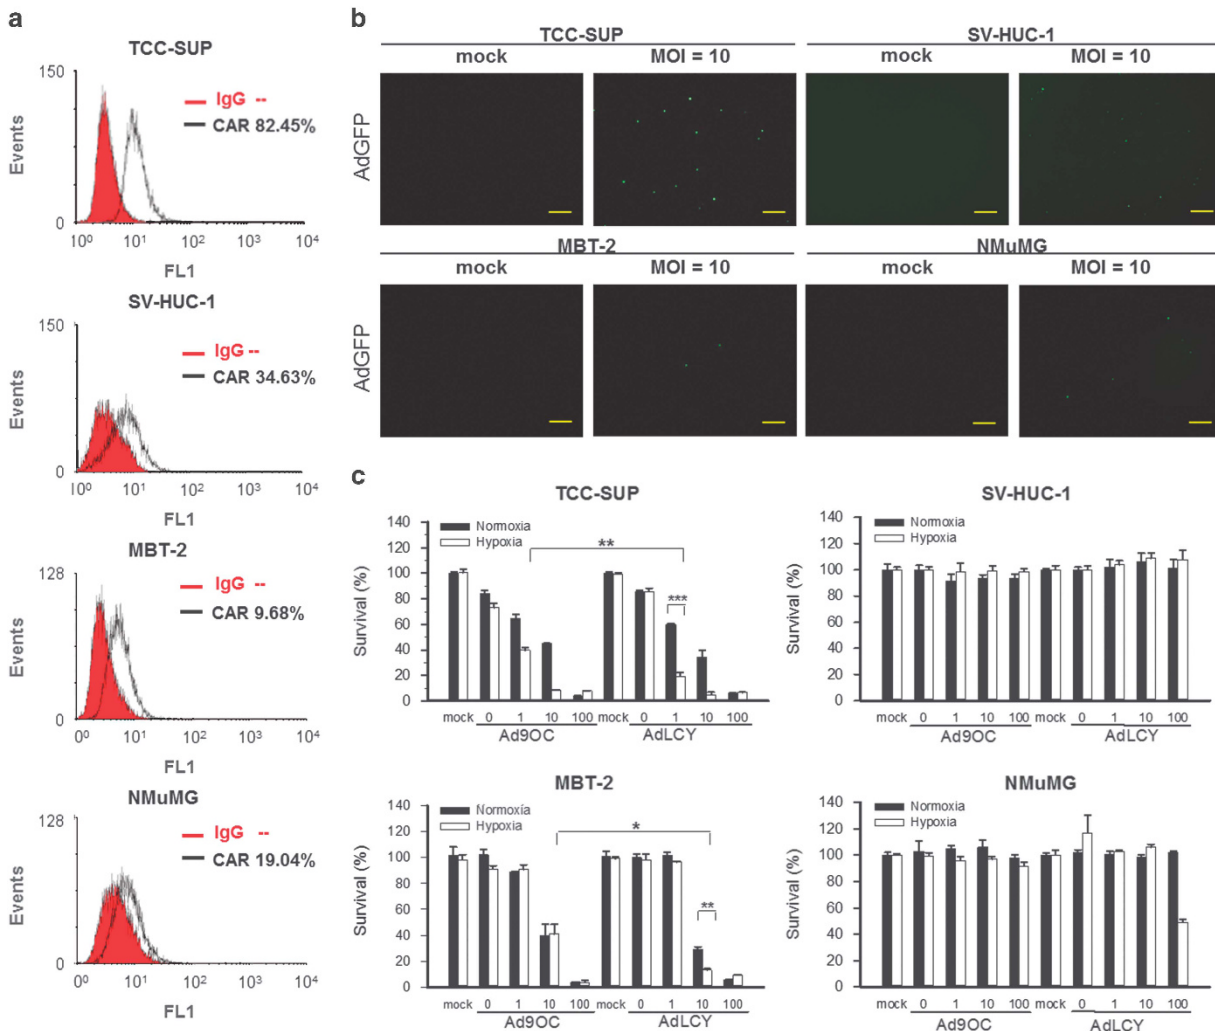 a
TCC-SUP
150
IgG --
CAR 82.45%
Events
0
10⁰ 10¹ 10² 10³ 10⁴
FL1
SV-HUC-1
150
IgG --
CAR 34.63%
Events
0
10⁰ 10¹ 10² 10³ 10⁴
FL1
MBT-2
128
IgG --
CAR 9.68%
Events
0
10⁰ 10¹ 10² 10³ 10⁴
FL1
NMuMG
128
IgG --
CAR 19.04%
Events
0
10⁰ 10¹ 10² 10³ 10⁴
FL1
b
TCC-SUP SV-HUC-1
mock MOI = 10 mock MOI = 10
AdGFP
MBT-2 NMuMG
mock MOI = 10 mock MOI = 10
AdGFP
c
TCC-SUP
Normoxia
Hypoxia
**
***
Survival (%)
140
120
100
80
60
40
20
0
mock 0 1 10 100 mock 0 1 10 100
Ad9OC AdLCY
SV-HUC-1
Normoxia
Hypoxia
Survival (%)
140
120
100
80
60
40
20
0
mock 0 1 10 100 mock 0 1 10 100
Ad9OC AdLCY
MBT-2
Normoxia
Hypoxia
*
**
Survival (%)
140
120
100
80
60
40
20
0
mock 0 1 10 100 mock 0 1 10 100
Ad9OC AdLCY
NMuMG
Normoxia
Hypoxia
Survival (%)
140
120
100
80
60
40
20
0
mock 0 1 10 100 mock 0 1 10 100
Ad9OC AdLCY